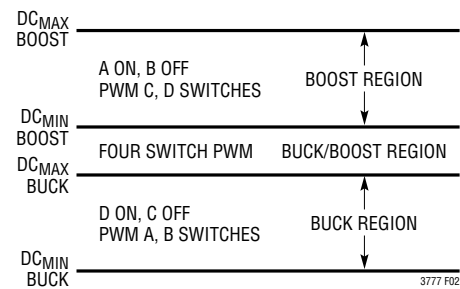 DCMAX
BOOST
A ON, B OFF
PWM C, D SWITCHES
BOOST REGION
DCMIN
BOOST
FOUR SWITCH PWM BUCK/BOOST REGION
DCMAX
BUCK
D ON, C OFF
PWM A, B SWITCHES
BUCK REGION
DCMIN
BUCK
3777 F02